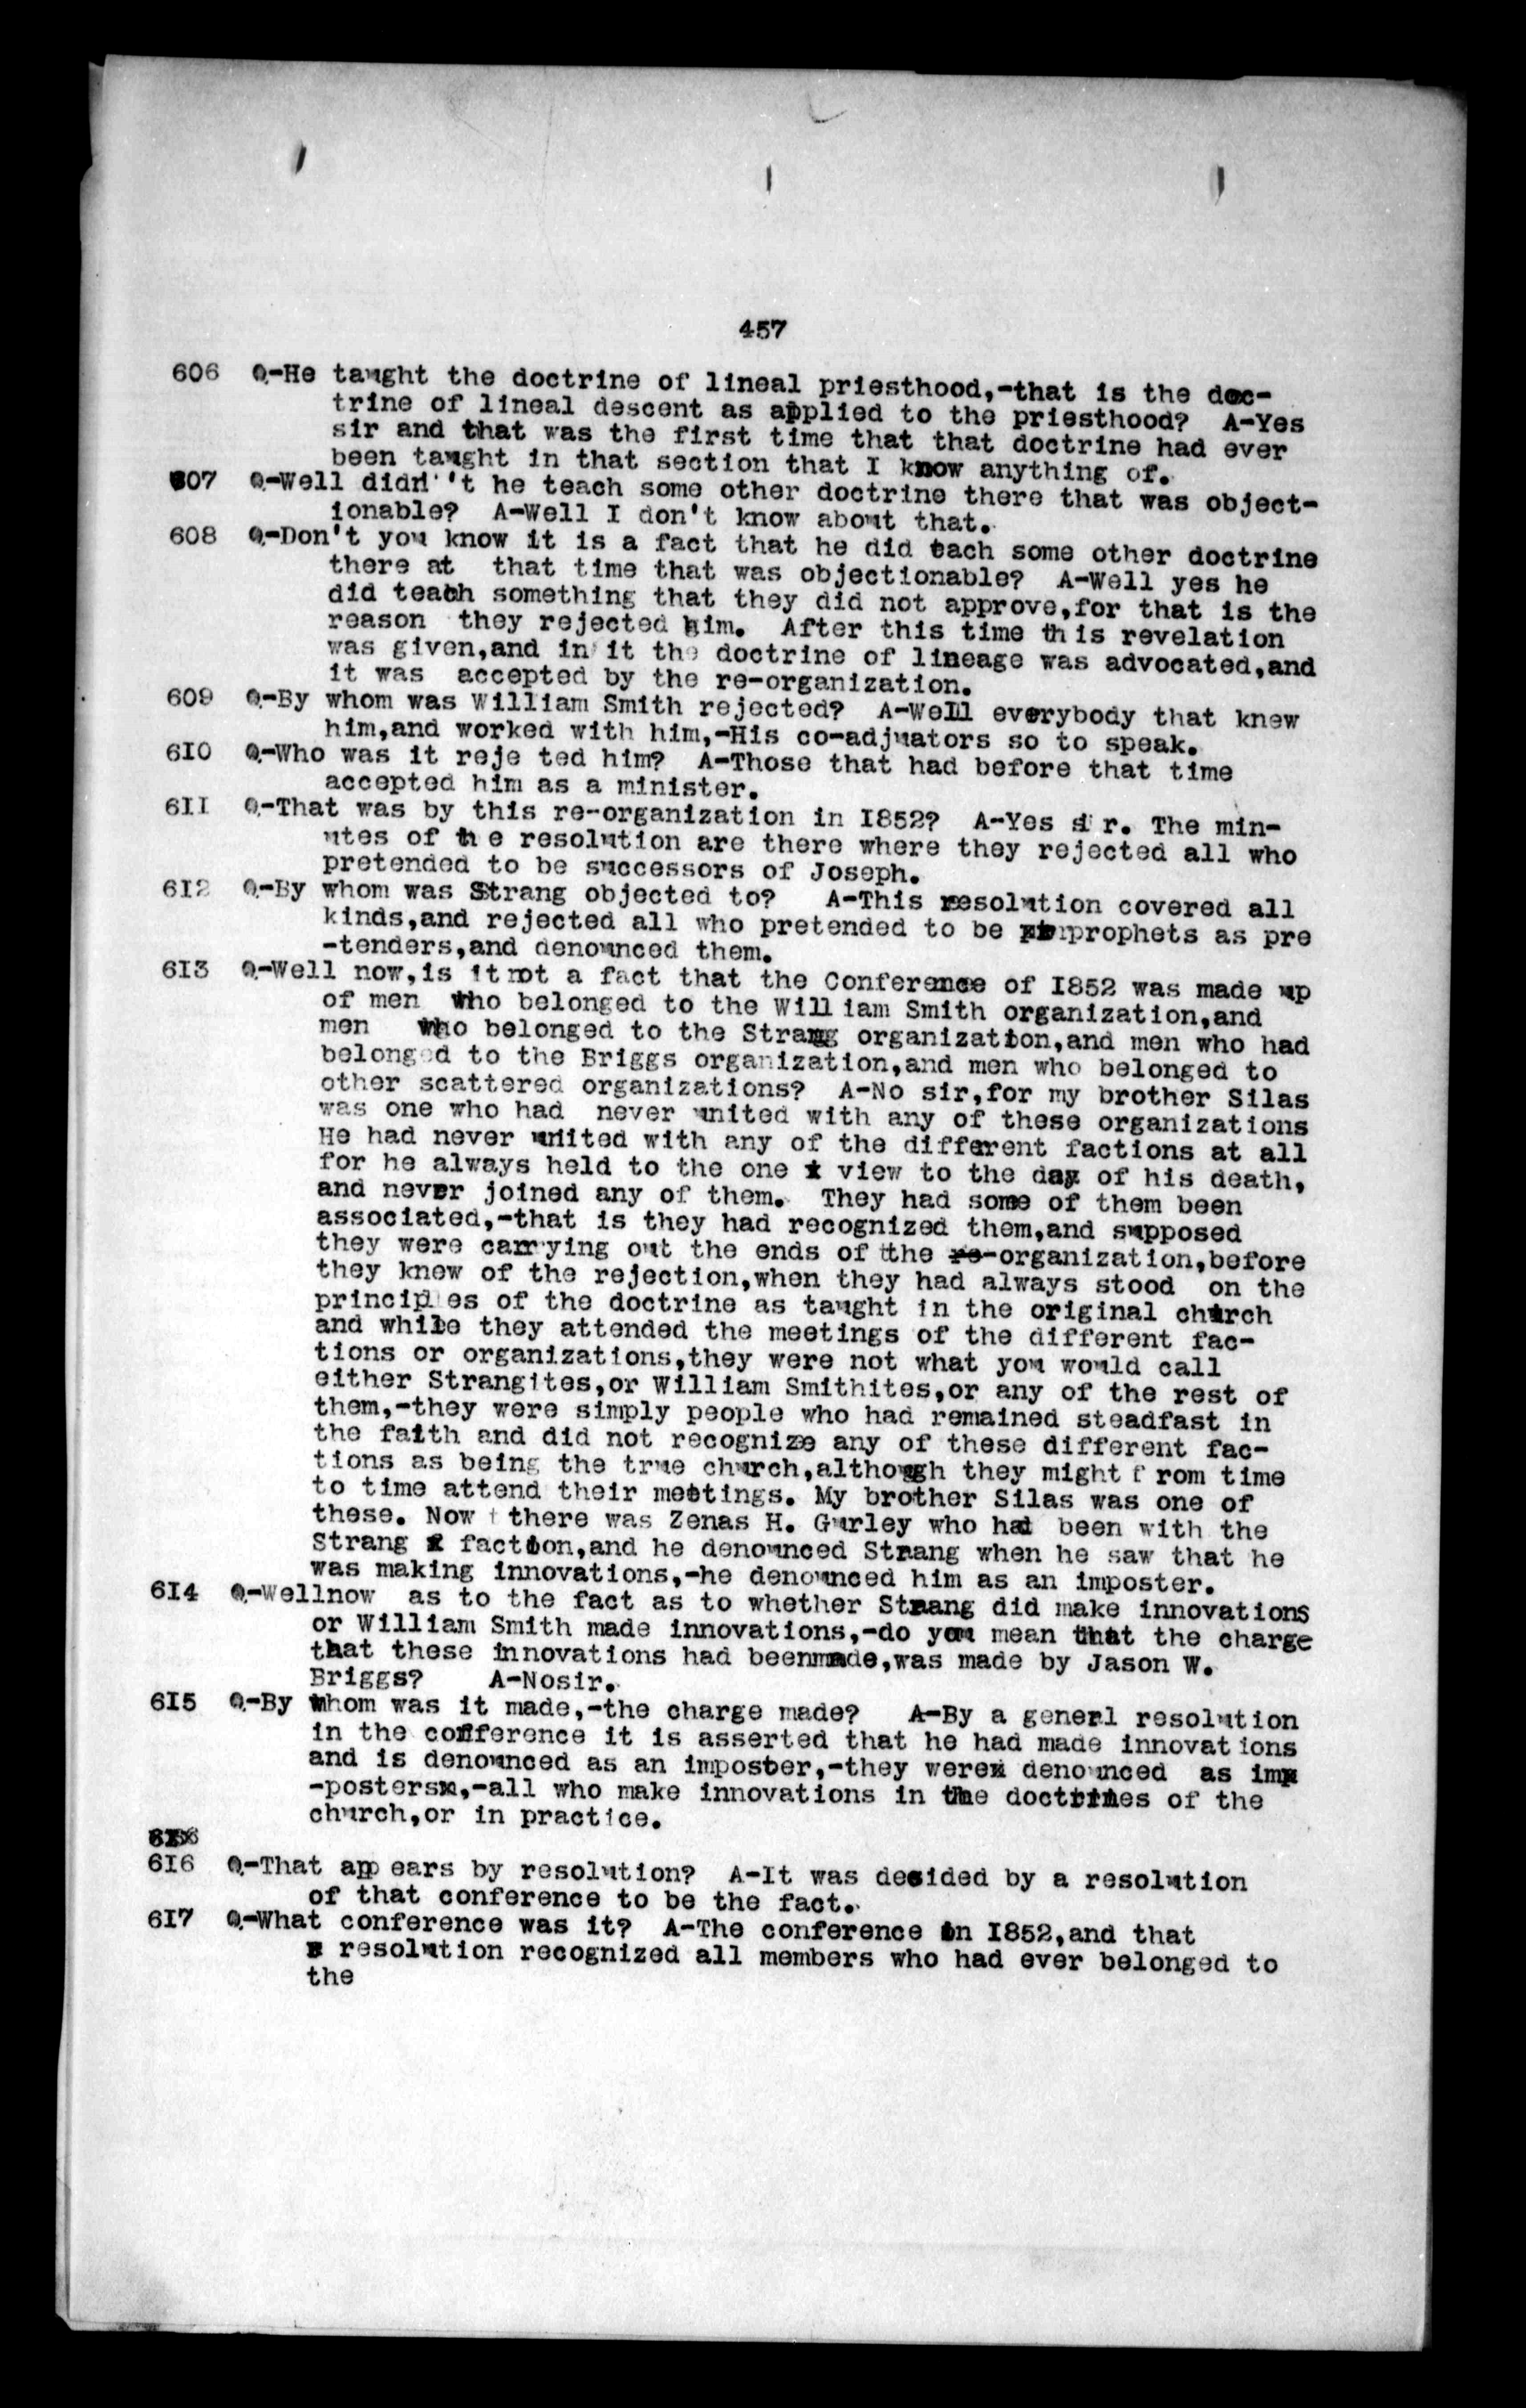 457
606 Q.-He taught the doctrine of lineal priesthood,-that is the doc-
trine of lineal descent as applied to the priesthood? A-Yes
sir and that was the first time that that doctrine had ever
been taught in that section that I know anything of.
607 Q.-Well didn't he teach some other doctrine there that was object-
ionable? A-Well I don't know about that.
608 Q.-Don't you know it is a fact that he did teach some other doctrine
there at that time that was objectionable? A-Well yes he
did teach something that they did not approve,for that is the
reason they rejected him. After this time this revelation
was given,and in it the doctrine of lineage was advocated,and
it was accepted by the re-organization.
609 Q.-By whom was William Smith rejected? A-Well everybody that knew
him,and worked with him,-His co-adjuators so to speak.
610 Q.-Who was it reje ted him? A-Those that had before that time
accepted him as a minister.
611 Q.-That was by this re-organization in 1852? A-Yes sir. The min-
utes of the resolution are there where they rejected all who
pretended to be successors of Joseph.
612 Q.-By whom was Strang objected to? A-This resolution covered all
kinds,and rejected all who pretended to be prophets as pre
-tenders,and denounced them.
613 Q.-Well now,is it not a fact that the Conference of 1852 was made up
of men who belonged to the William Smith organization,and
men who belonged to the Strang organization,and men who had
belonged to the Briggs organization,and men who belonged to
other scattered organizations? A-No sir,for my brother Silas
was one who had never united with any of these organizations
He had never united with any of the different factions at all
for he always held to the one view to the day of his death,
and never joined any of them. They had some of them been
associated,-that is they had recognized them,and supposed
they were carrying out the ends of the re-organization,before
they knew of the rejection,when they had always stood on the
principles of the doctrine as taught in the original church
and while they attended the meetings of the different fac-
tions or organizations,they were not what you would call
either Strangites,or William Smithites,or any of the rest of
them,-they were simply people who had remained steadfast in
the faith and did not recognize any of these different fac-
tions as being the true church,although they might from time
to time attend their meetings. My brother Silas was one of
these. Now there was Zenas H. Gurley who had been with the
Strang faction,and he denounced Strang when he saw that he
was making innovations,-he denounced him as an imposter.
614 Q.-Wellnow as to the fact as to whether Strang did make innovations
or William Smith made innovations,-do you mean that the charge
that these innovations had beenmade,was made by Jason W.
Briggs? A-Nosir.
615 Q.-By whom was it made,-the charge made? A-By a generl resolution
in the conference it is asserted that he had made innovations
and is denounced as an imposter,-they were denounced as im
-posters,-all who make innovations in the doctrines of the
church,or in practice.
616 Q.-That appears by resolution? A-It was decided by a resolution
of that conference to be the fact.
617 Q.-What conference was it? A-The conference in 1852,and that
resolution recognized all members who had ever belonged to
the